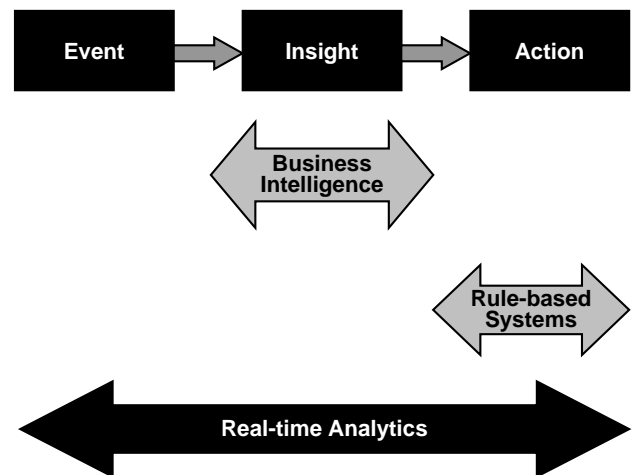 Event
Insight
Action
Business
Intelligence
Rule-based
Systems
Real-time Analytics